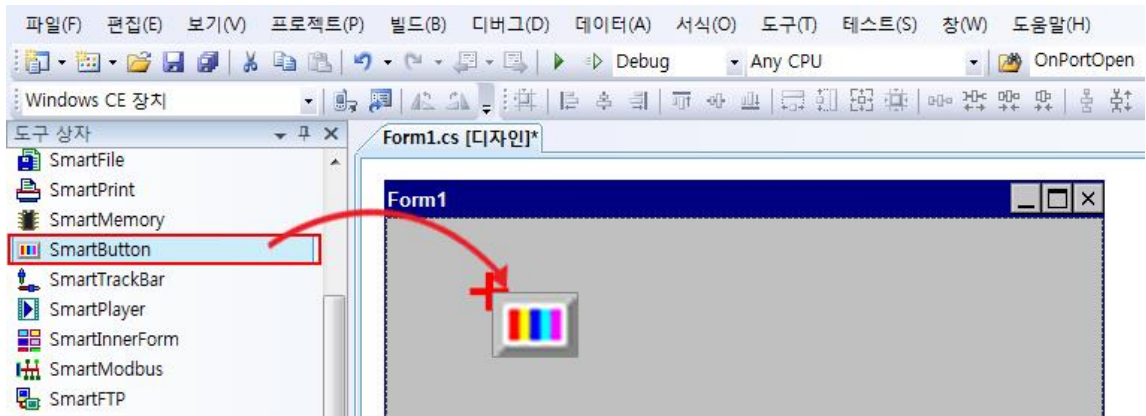 파일(F) 편집(E) 보기(V) 프로젝트(P) 빌드(B) 디버그(D) 데이터(A) 서식(O) 도구(T) 테스트(S) 창(W) 도움말(H)
Debug Any CPU OnPortOpen
Windows CE 장치
도구 상자
Form1.cs [디자인]*
SmartFile
SmartPrint
SmartMemory
SmartButton
SmartTrackBar
SmartPlayer
SmartInnerForm
SmartModbus
SmartFTP
Form1